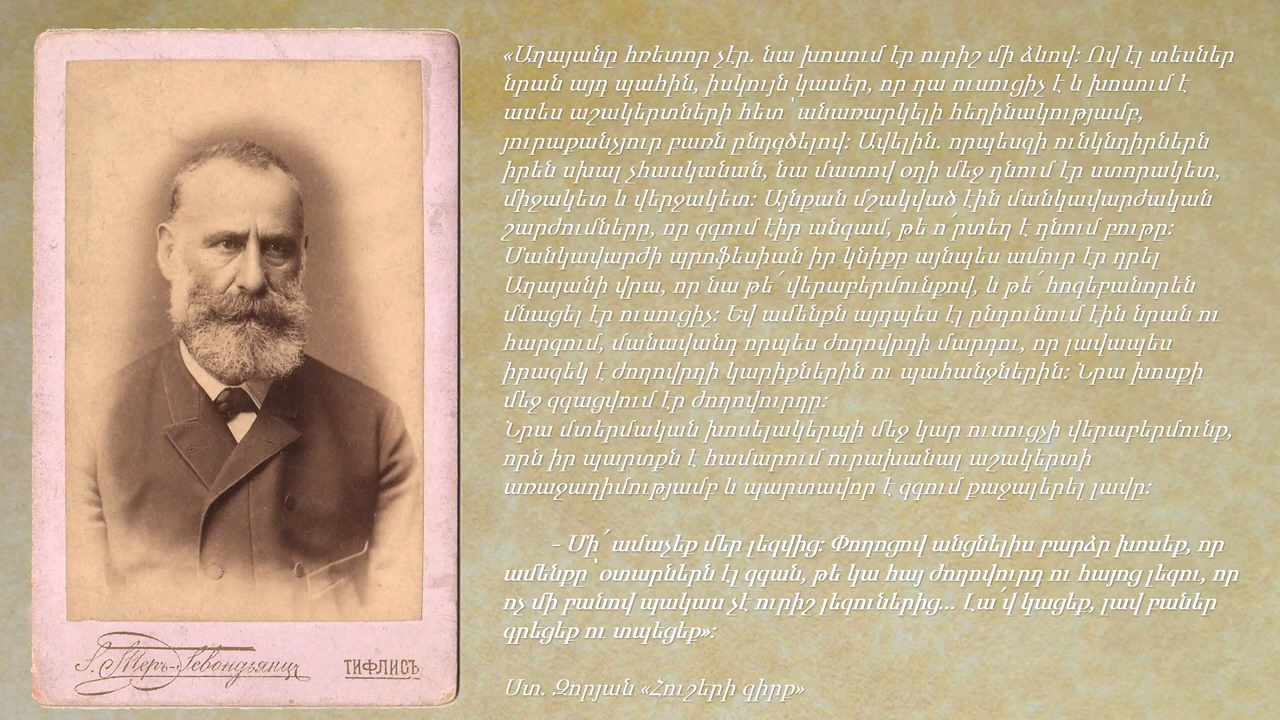 «Աղայանը հռետոր չէր. նա խոսում էր ուրիշ մի ձևով: Ով էլ տեսներ
նրան այդ պահին, իսկույն կասեր, որ դա ուսուցիչ է և խոսում է
ասես աշակերտների հետ՝ անառարկելի հեղինակությամբ,
յուրաքանչյուր բառն ընդգծելով: Ավելին. որպեսզի ունկնդիրներն
իրեն սխալ չհասկանան, նա մատով օդի մեջ դնում էր ստորակետ,
միջակետ և վերջակետ: Այնքան մշակված էին մանկավարժական
շարժումները, որ զգում էիր անգամ, թե ո՛րտեղ է դնում բութը:
Մանկավարժի պրոֆեսիան իր կնիքը այնպես ամուր էր դրել
Աղայանի վրա, որ նա թե՛ վերաբերմունքով, և թե՛ հոգեբանորեն
մնացել էր ուսուցիչ: Եվ ամենքն այդպես էլ ընդունում էին նրան ու
հարգում, մանավանդ որպես ժողովրդի մարդու, որ լավապես
իրազեկ է ժողովրդի կարիքներին ու պահանջներին: Նրա խոսքի
մեջ զգացվում էր ժողովուրդը:
Նրա մտերմական խոսելակերպի մեջ կար ուսուցչի վերաբերմունք,
որն իր պարտքն է համարում ուրախանալ աշակերտի
առաջադիմությամբ և պարտավոր է զգում քաջալերել լավը:
- Մի՛ ամաչեք մեր լեզվից: Փողոցով անցնելիս բարձր խոսեք, որ
ամենքը՝ օտարներն էլ զգան, թե կա հայ ժողովուրդ ու հայոց լեզու, որ
ոչ մի բանով պակաս չէ ուրիշ լեզուներից... Լա՛վ կացեք, լավ բաներ
գրեցեք ու տպեցեք»:
Ստ. Զորյան «Հուշերի գիրք»
Теръ-Гевондзянцъ
ТИФЛИСЪ